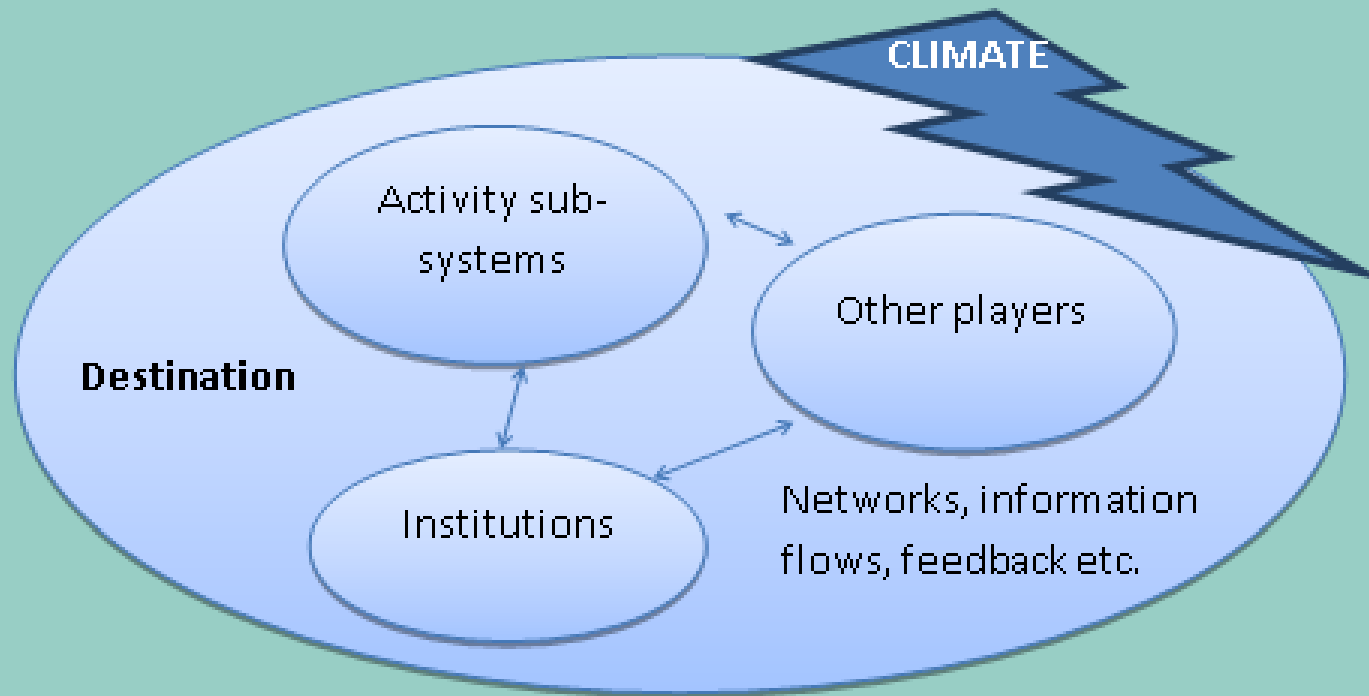 CLIMATE
Activity sub-
systems
Other players
Destination
Institutions
Networks, information
flows, feedback etc.